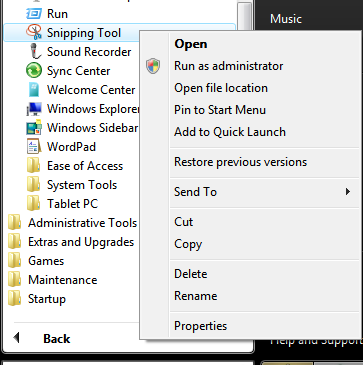 Run
Snipping Tool
Sound Recorder
Sync Center
Welcome Center
Windows Explorer
Windows Sidebar
WordPad
Ease of Access
System Tools
Tablet PC
Administrative Tools
Extras and Upgrades
Games
Maintenance
Startup
Back
Open
Run as administrator
Open file location
Pin to Start Menu
Add to Quick Launch
Restore previous versions
Send To
Cut
Copy
Delete
Rename
Properties
Music
Help and Support